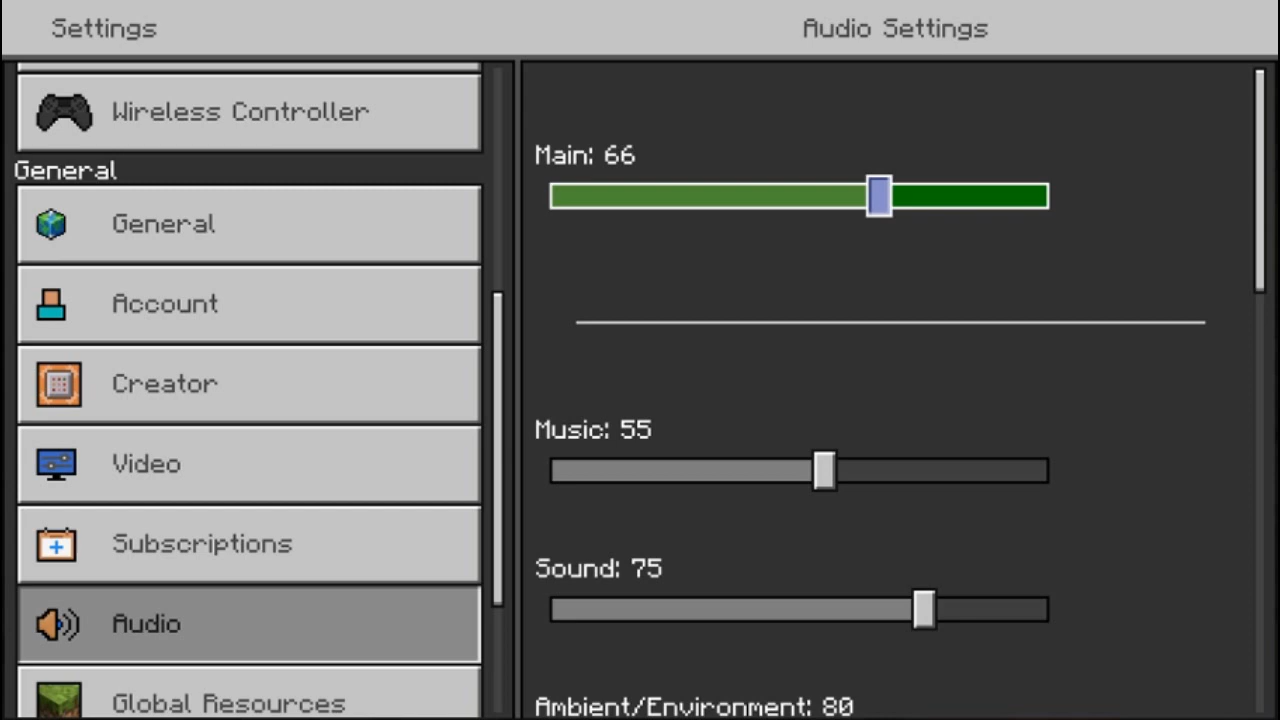 Settings
Audio Settings
Wireless Controller
General
General
Account
Creator
Video
Subscriptions
Audio
Global Resources
Main: 66
Music: 55
Sound: 75
Ambient/Environment: 80